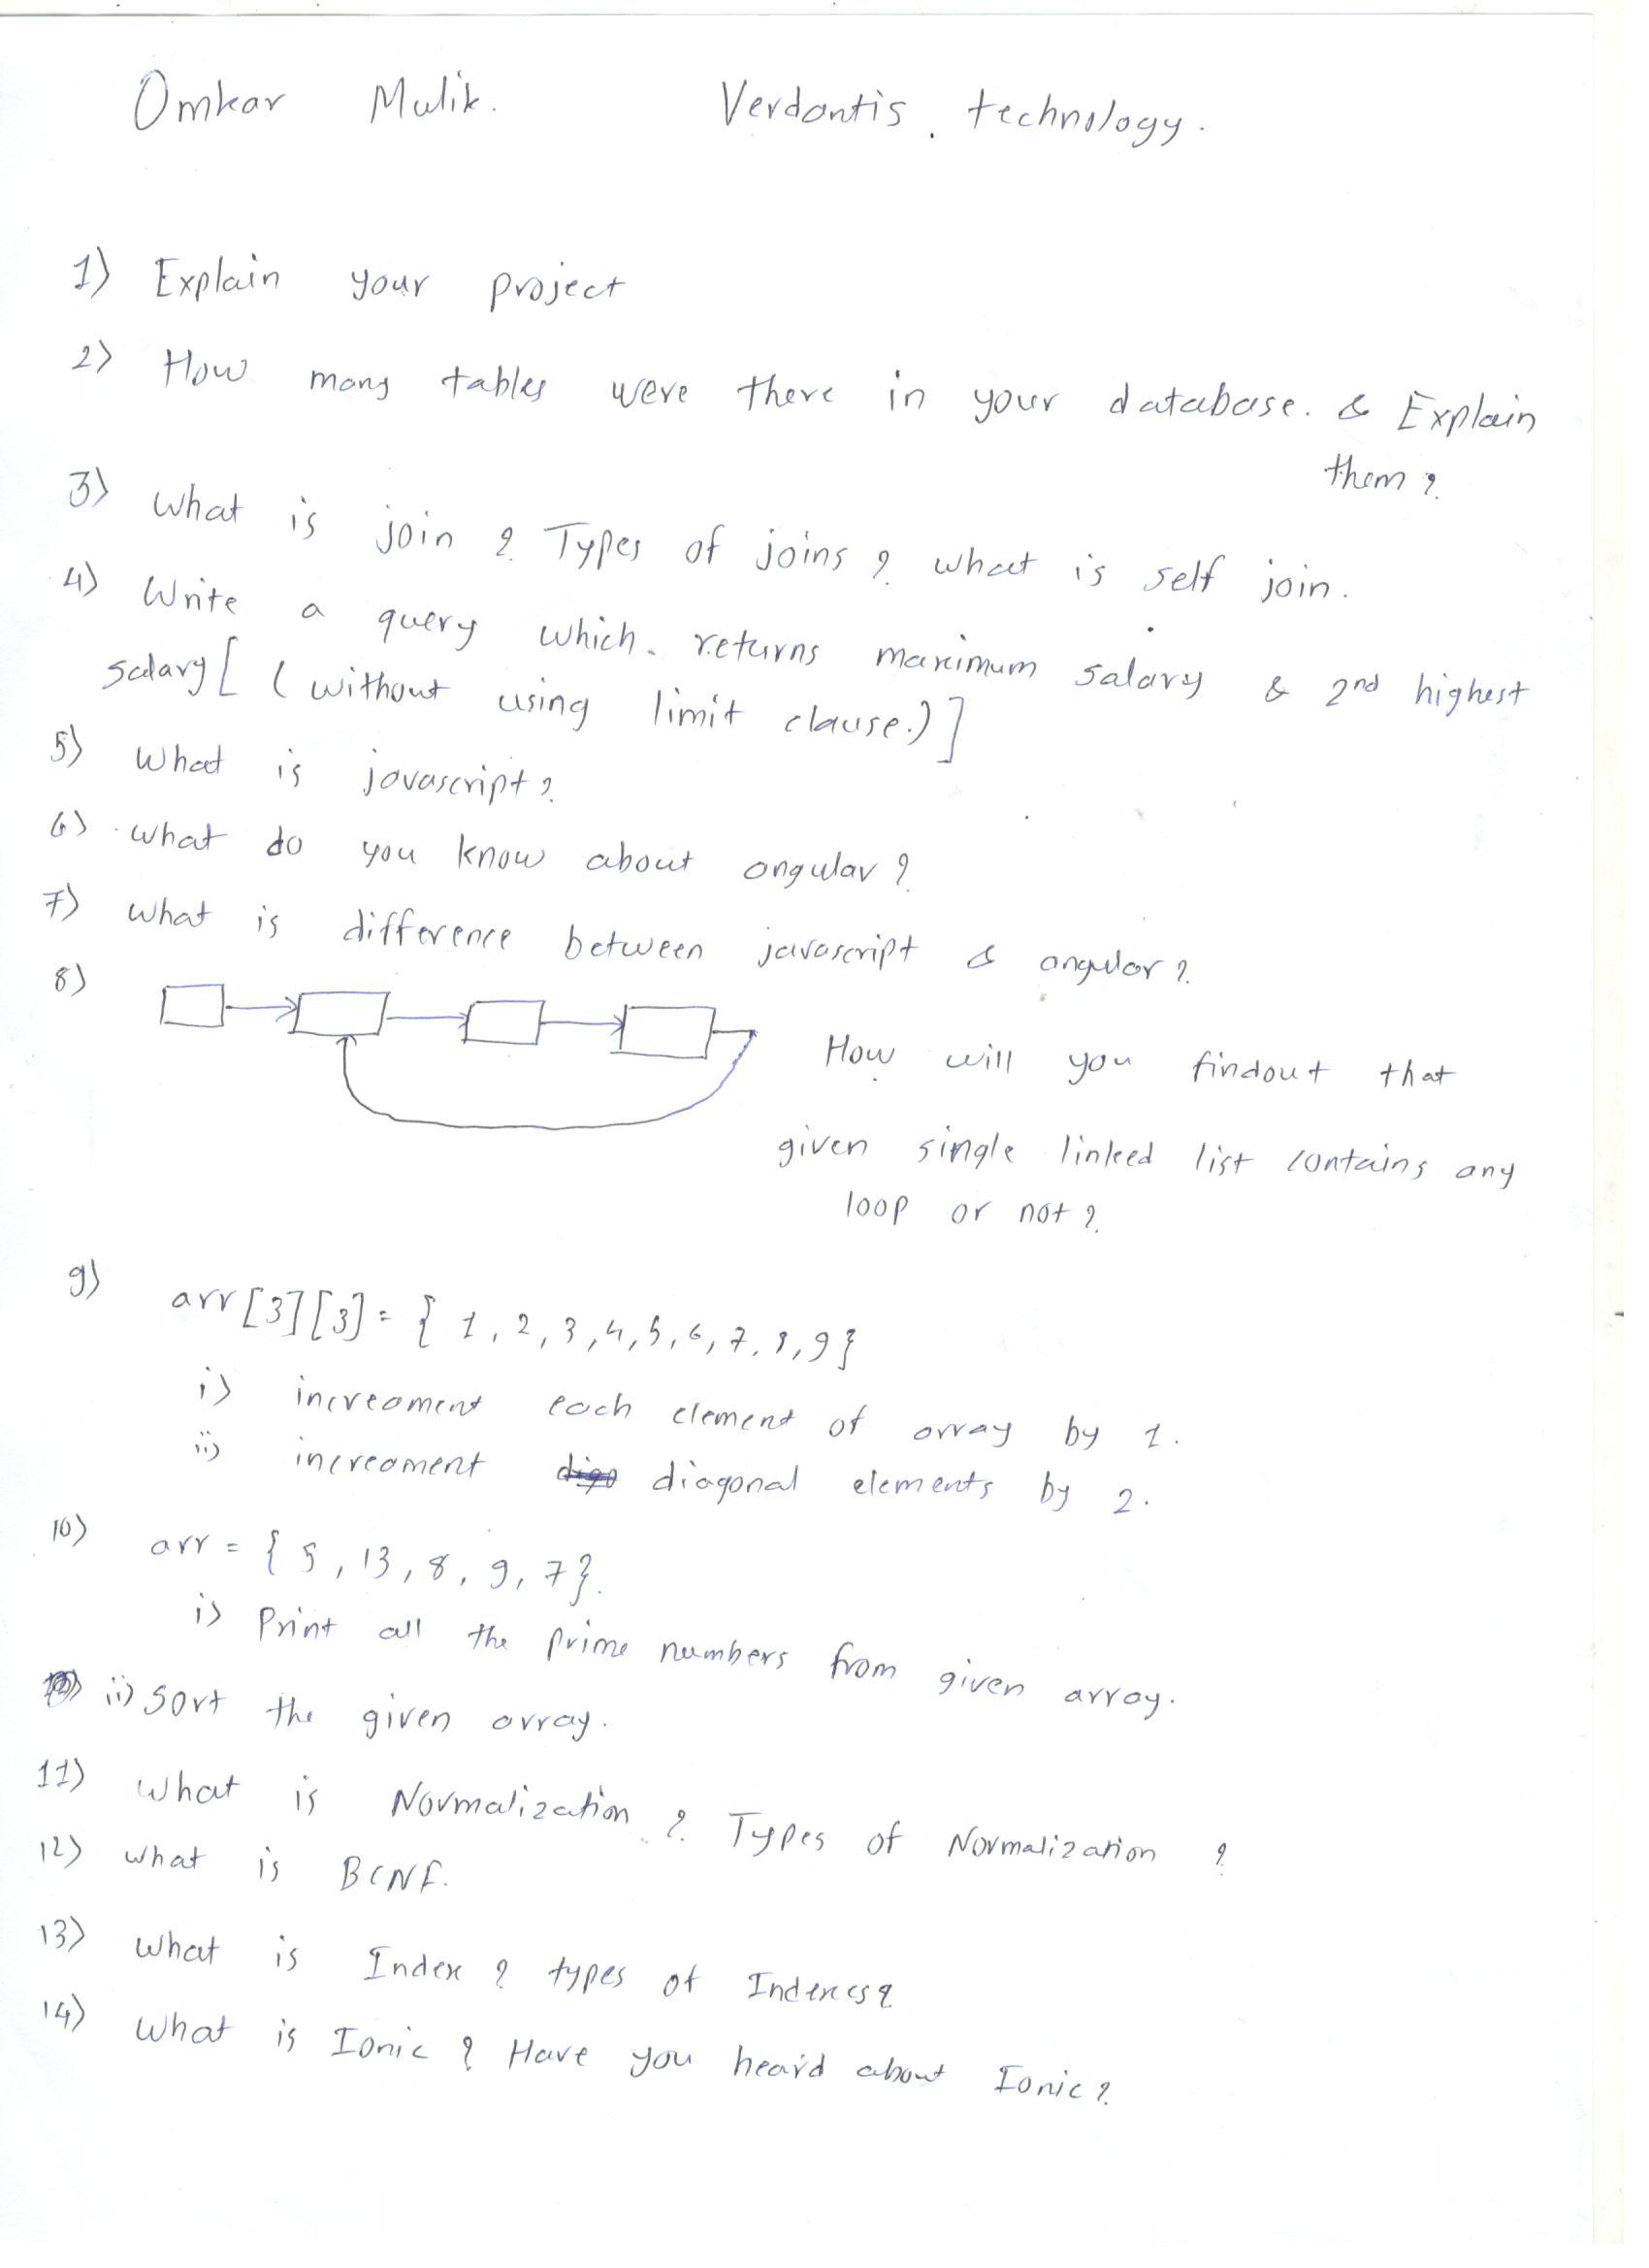 Omkar Mulik. Verdantis. technology.
1) Explain your project
2) How many tables were there in your database. & Explain
them?
3) what is join? Types of joins? what is self join.
4) Write a query which returns maximum salary & 2nd highest
salary [ (without using limit clause.) ]
5) What is javascript?
6) what do you know about angular?
7) what is difference between javascript & angular?
8)
How will you findout that
given single linked list contains any
loop or not?
9) arr[3][3] = { 1, 2, 3, 4, 5, 6, 7, 8, 9}
i) increament each element of array by 1.
ii) increament diagonal elements by 2.
10) arr = { 5, 13, 8, 9, 7}.
i) Print all the prime numbers from given array.
ii) sort the given array.
11) What is Normalization? Types of Normalization?
12) what is BCNF.
13) What is Index? types of Indexes?
14) What is Ionic? Have you heard about Ionic?